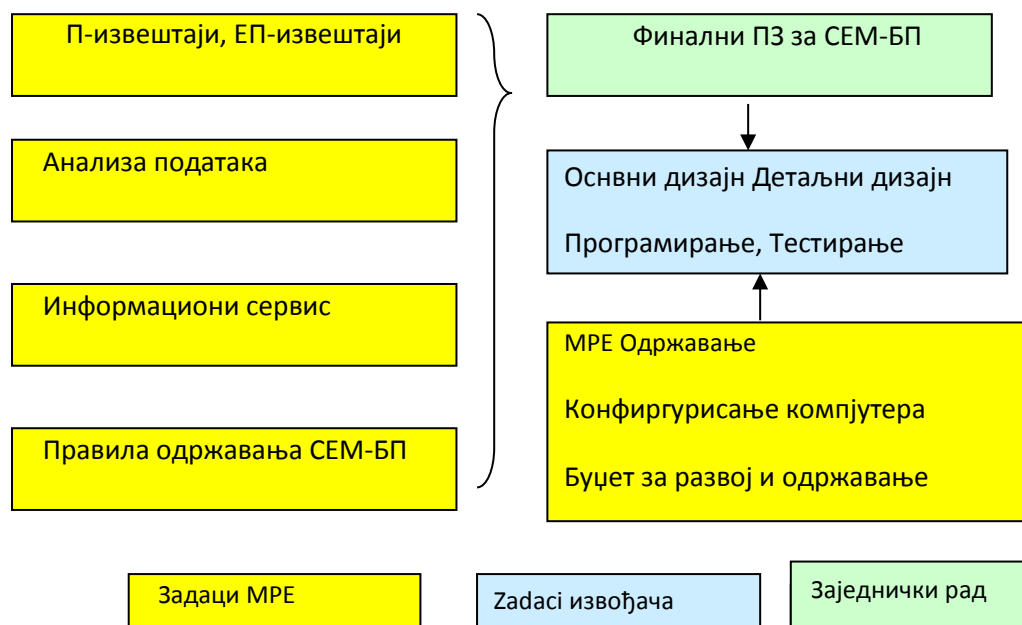 П-извештаји, ЕП-извештаји
Анализа података
Информациони сервис
Правила одржавања СЕМ-БП
Финални ПЗ за СЕМ-БП
Оснвни дизајн Детаљни дизајн
Програмирање, Тестирање
МРЕ Одржавање
Конфиргурисање компјутера
Буџет за развој и одржавање
Задаци МРЕ
Zadaci извођача
Заједнички рад